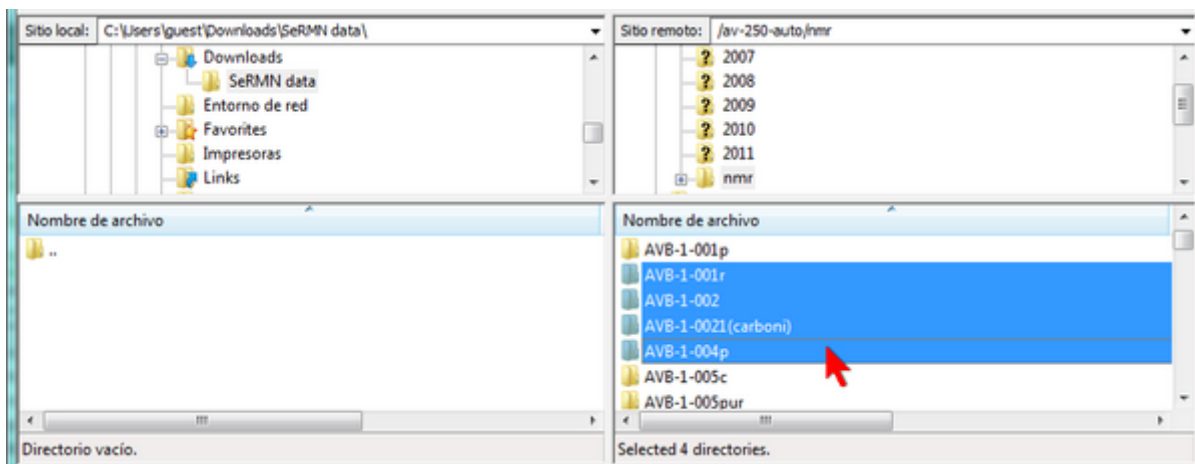 Sitio local: C:\Users\guest\Downloads\SeRMN data\
Downloads
SeRMN data
Entorno de red
Favorites
Impresoras
Links
Nombre de archivo
..
Directorio vacío.
Sitio remoto: /av-250-auto/nmr
? 2007
? 2008
? 2009
? 2010
? 2011
nmr
Nombre de archivo
AVB-1-001p
AVB-1-001r
AVB-1-002
AVB-1-0021(carboni)
AVB-1-004p
AVB-1-005c
AVB-1-005pur
Selected 4 directories.